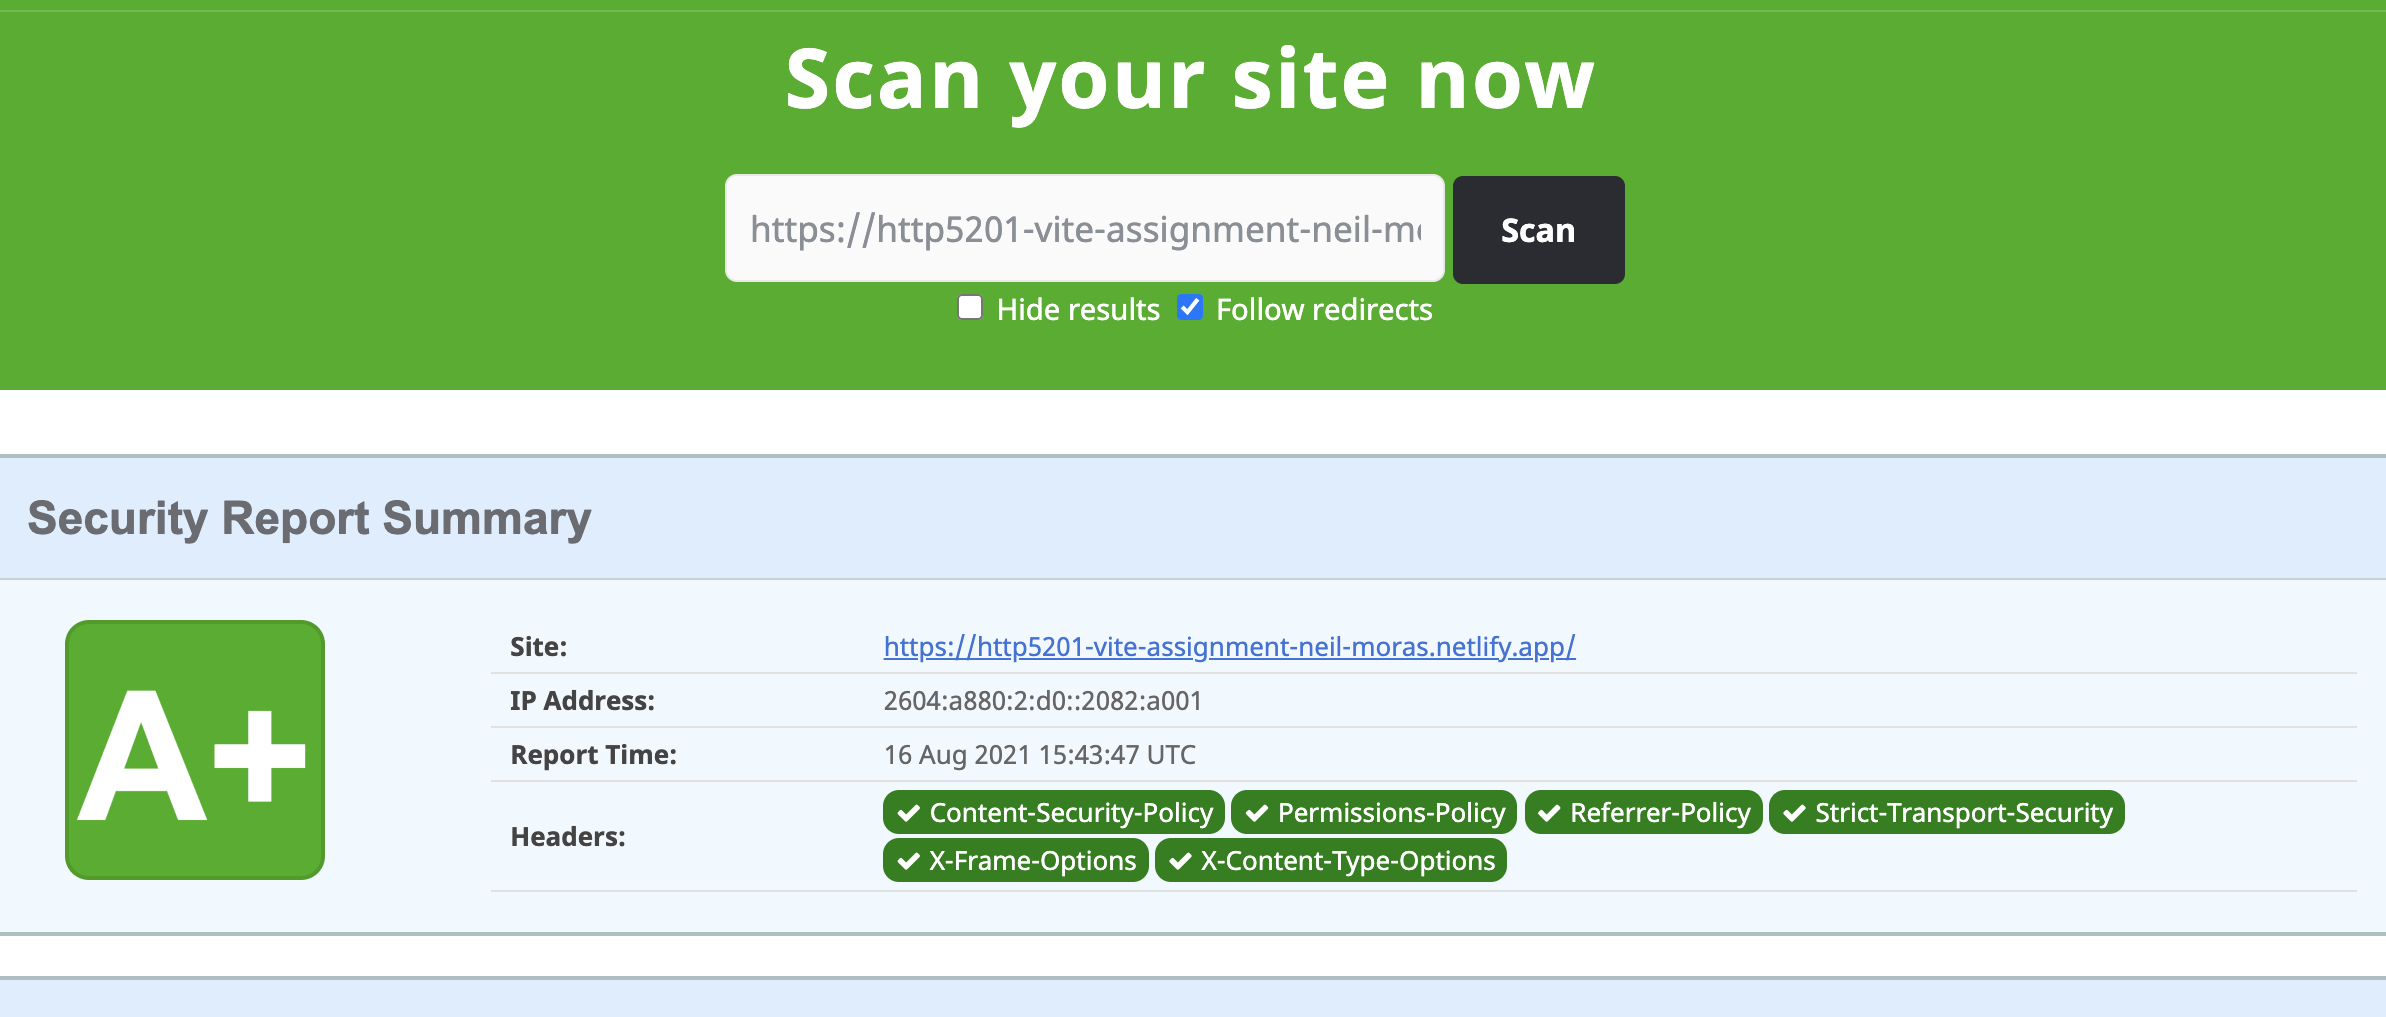 Scan your site now
https://http5201-vite-assignment-neil-mo
Scan
Hide results Follow redirects
Security Report Summary
A+
Site: https://http5201-vite-assignment-neil-moras.netlify.app/
IP Address: 2604:a880:2:d0::2082:a001
Report Time: 16 Aug 2021 15:43:47 UTC
Headers: Content-Security-Policy Permissions-Policy Referrer-Policy Strict-Transport-Security
X-Frame-Options X-Content-Type-Options